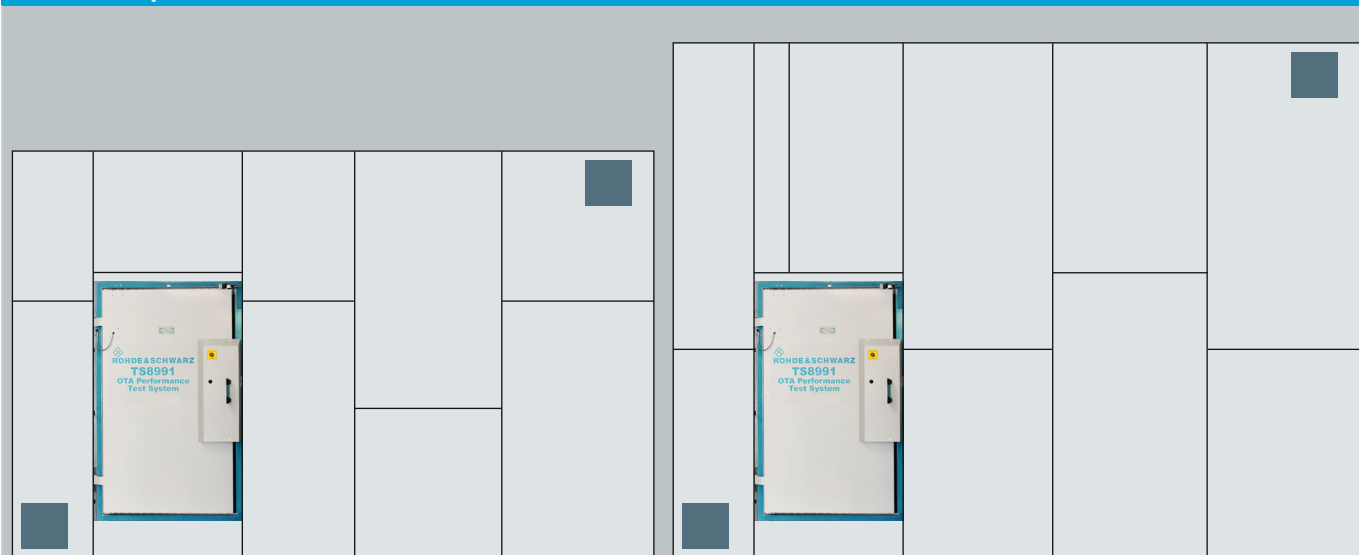 ROHDE&SCHWARZ
TS8991
OTA Performance
Test System
ROHDE&SCHWARZ
TS8991
OTA Performance
Test System